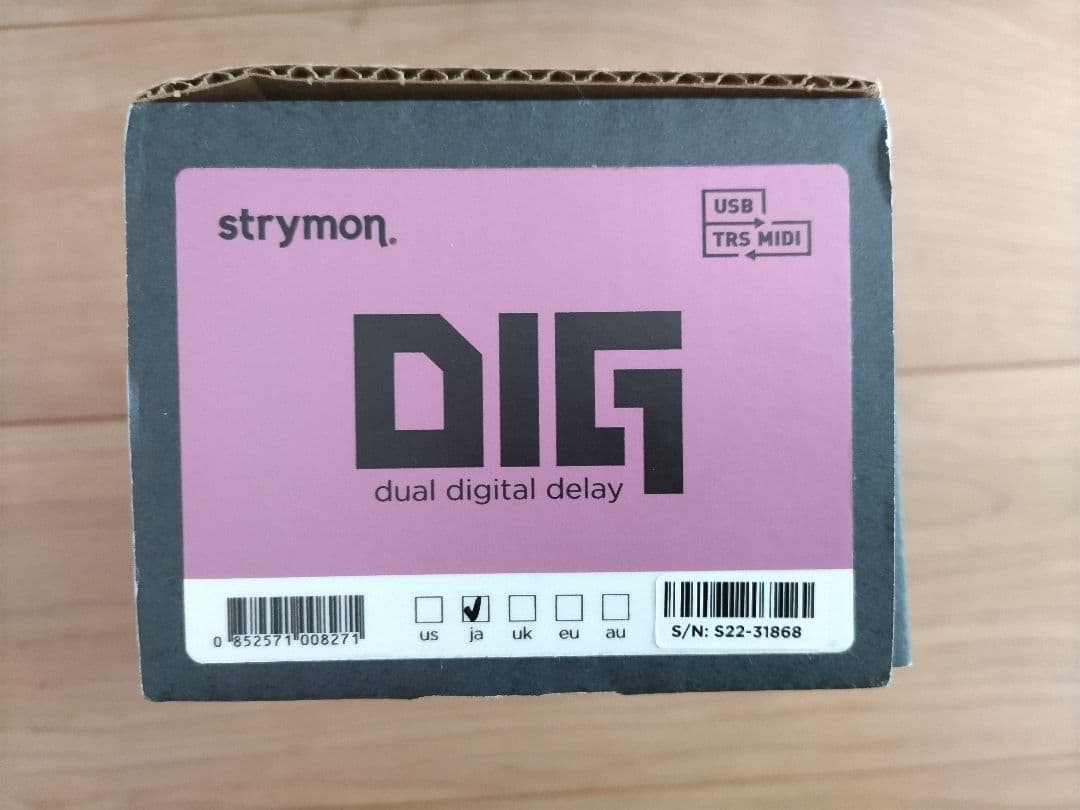 strymon.
USB
TRS MIDI
DIG
dual digital delay
0 852571 008271
us ja uk eu au
S/N: S22-31868